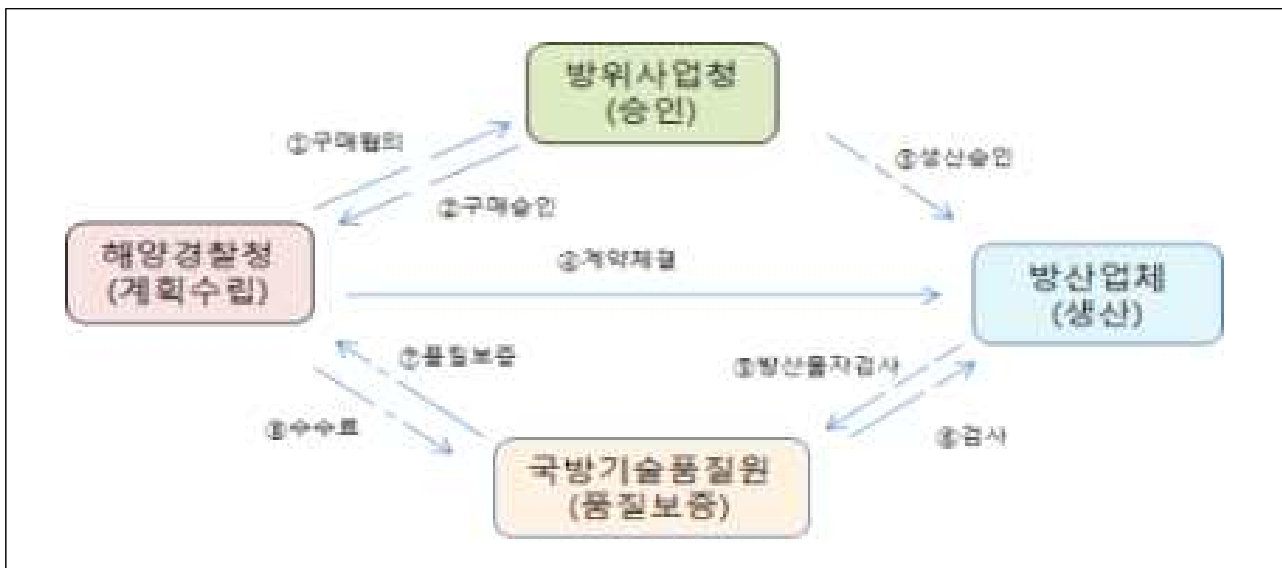 방위사업청
(승인)
①구매협의
③생산승인
②구매승인
해양경찰청
(계획수립)
④계약체결
방산업체
(생산)
⑦품질보증
⑤방산물자검사
⑧수수료
⑥검사
국방기술품질원
(품질보증)